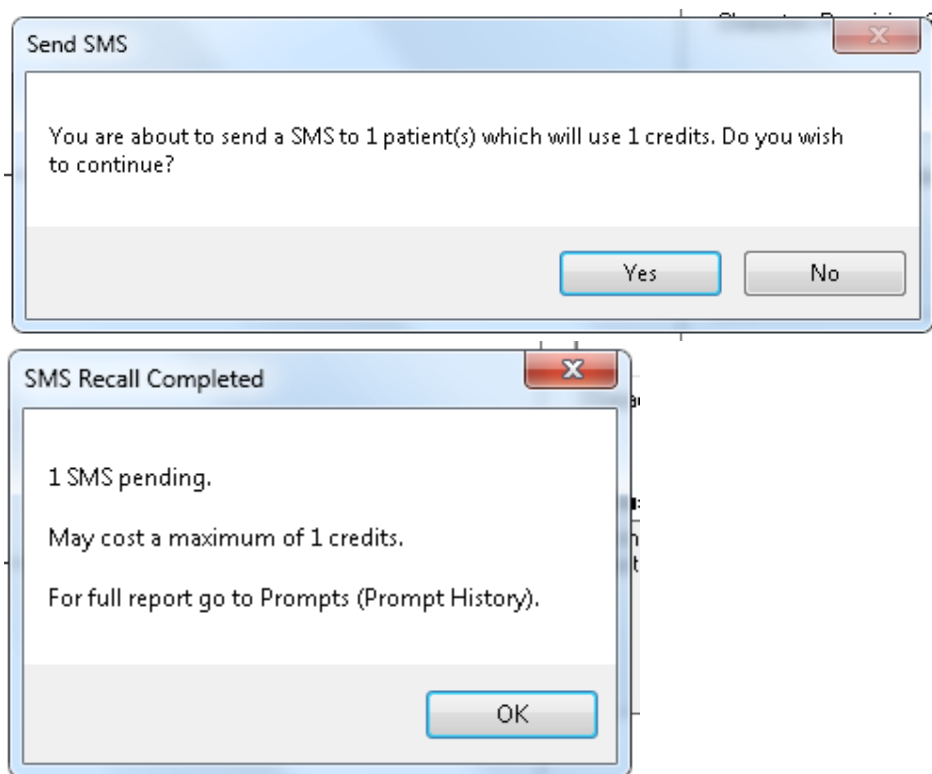 Send SMS
You are about to send a SMS to 1 patient(s) which will use 1 credits. Do you wish
to continue?
Yes
No
SMS Recall Completed
1 SMS pending.
May cost a maximum of 1 credits.
For full report go to Prompts (Prompt History).
OK